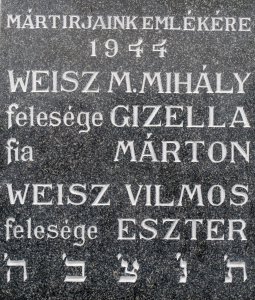 MÁRTIRJAINK EMLÉKÉRE
1944
WEISZ M. MIHÁLY
felesége GIZELLA
fia MÁRTON
WEISZ VILMOS
felesége ESZTER
ת' נ' צ' ב' ה'